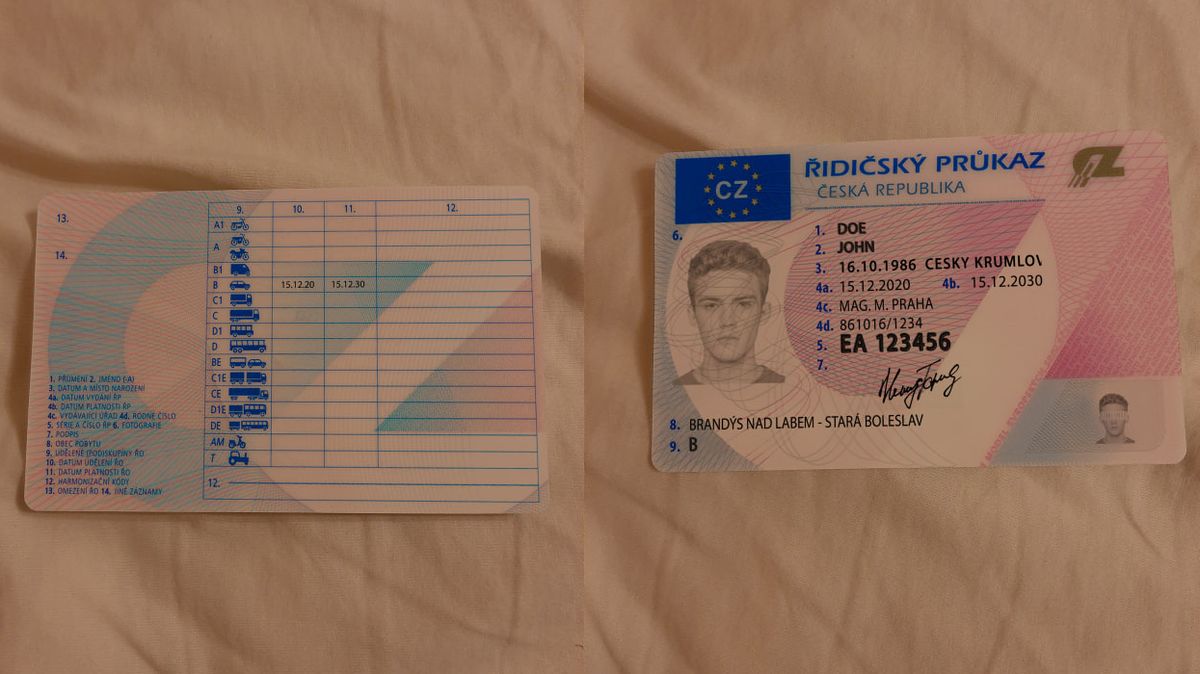 13.
14.
9. 10. 11. 12.
A1
A
B1
B 15.12.20 15.12.30
C1
C
D1
D
BE
C1E
CE
D1E
DE
AM
T
12.
1. PŘÍJMENÍ 2. JMÉNO (-A)
3. DATUM A MÍSTO NAROZENÍ
4a. DATUM VYDÁNÍ ŘP
4b. DATUM PLATNOSTI ŘP
4c. VYDÁVAJÍCÍ ÚŘAD 4d. RODNÉ ČÍSLO
5. SÉRIE A ČÍSLO ŘP 6. FOTOGRAFIE
7. PODPIS
8. OBEC POBYTU
9. UDĚLENÉ (POD)SKUPINY ŘO
10. DATUM UDĚLENÍ ŘO
11. DATUM PLATNOSTI ŘO
12. HARMONIZAČNÍ KÓDY
13. OMEZENÍ ŘO 14. JINÉ ZÁZNAMY
CZ
ŘIDIČSKÝ PRŮKAZ
ČESKÁ REPUBLIKA
CZ
6.
1. DOE
2. JOHN
3. 16.10.1986 CESKY KRUMLOV
4a. 15.12.2020 4b. 15.12.2030
4c. MAG. M. PRAHA
4d. 861016/1234
5. EA 123456
7.
8. BRANDÝS NAD LABEM - STARÁ BOLESLAV
9. B